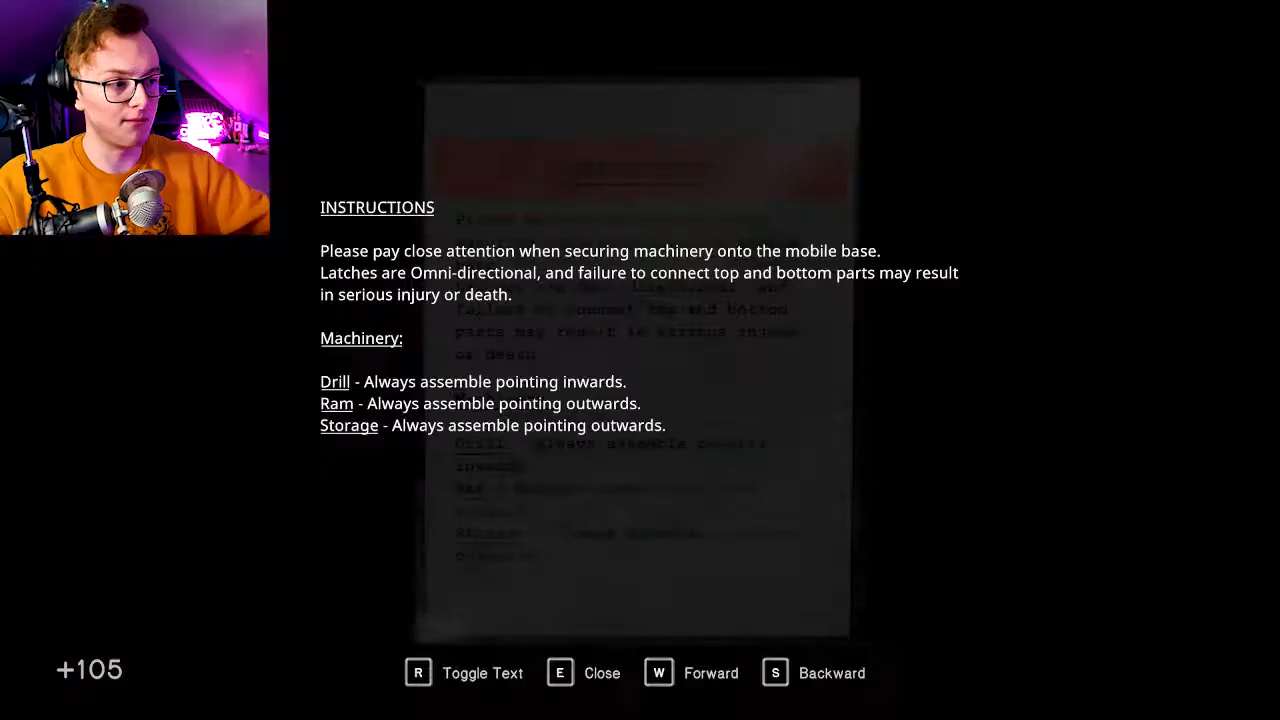 INSTRUCTIONS
Please pay close attention when securing machinery onto the mobile base.
Latches are Omni-directional, and failure to connect top and bottom parts may result
in serious injury or death.
Machinery:
Drill - Always assemble pointing inwards.
Ram - Always assemble pointing outwards.
Storage - Always assemble pointing outwards.
+105
R Toggle Text E Close W Forward S Backward